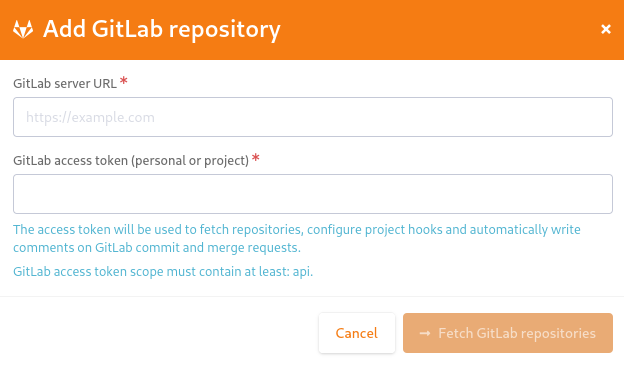 Add GitLab repository
×
GitLab server URL *
https://example.com
GitLab access token (personal or project) *
The access token will be used to fetch repositories, configure project hooks and automatically write
comments on GitLab commit and merge requests.
GitLab access token scope must contain at least: api.
Cancel
→ Fetch GitLab repositories